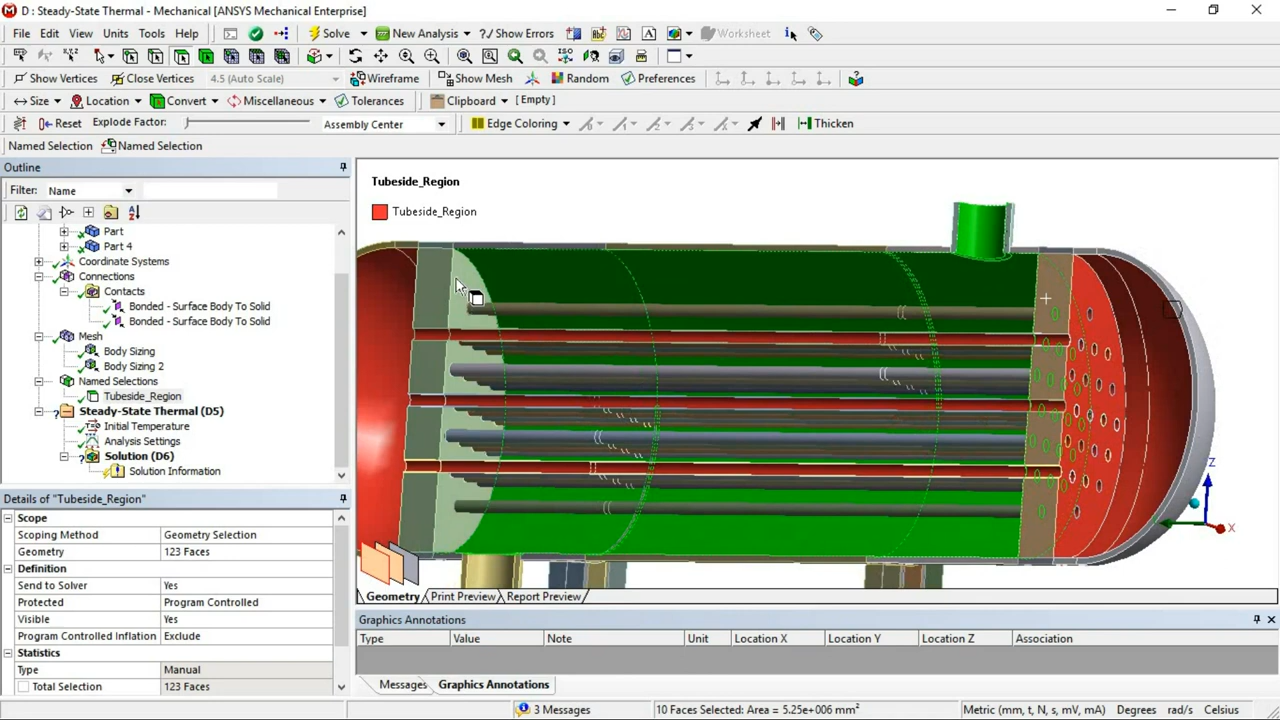 D : Steady-State Thermal - Mechanical [ANSYS Mechanical Enterprise]
File Edit View Units Tools Help Solve New Analysis ?/ Show Errors Worksheet
Show Vertices Close Vertices 4.5 (Auto Scale) Wireframe Show Mesh Random Preferences
Size Location Convert Miscellaneous Tolerances Clipboard [ Empty]
Reset Explode Factor: Assembly Center Edge Coloring Thicken
Named Selection Named Selection
Outline
Filter: Name
Part
Part 4
Coordinate Systems
Connections
Contacts
Bonded - Surface Body To Solid
Bonded - Surface Body To Solid
Mesh
Body Sizing
Body Sizing 2
Named Selections
Tubeside_Region
Steady-State Thermal (D5)
Initial Temperature
Analysis Settings
Solution (D6)
Solution Information
Details of "Tubeside_Region"
Scope
Scoping Method Geometry Selection
Geometry 123 Faces
Definition
Send to Solver Yes
Protected Program Controlled
Visible Yes
Program Controlled Inflation Exclude
Statistics
Type Manual
Total Selection 123 Faces
Tubeside_Region
Tubeside_Region
Z
X
Geometry Print Preview Report Preview
Graphics Annotations
Type Value Note Unit Location X Location Y Location Z Association
Messages Graphics Annotations
3 Messages 10 Faces Selected: Area = 5.25e+006 mm² Metric (mm, t, N, s, mV, mA) Degrees rad/s Celsius